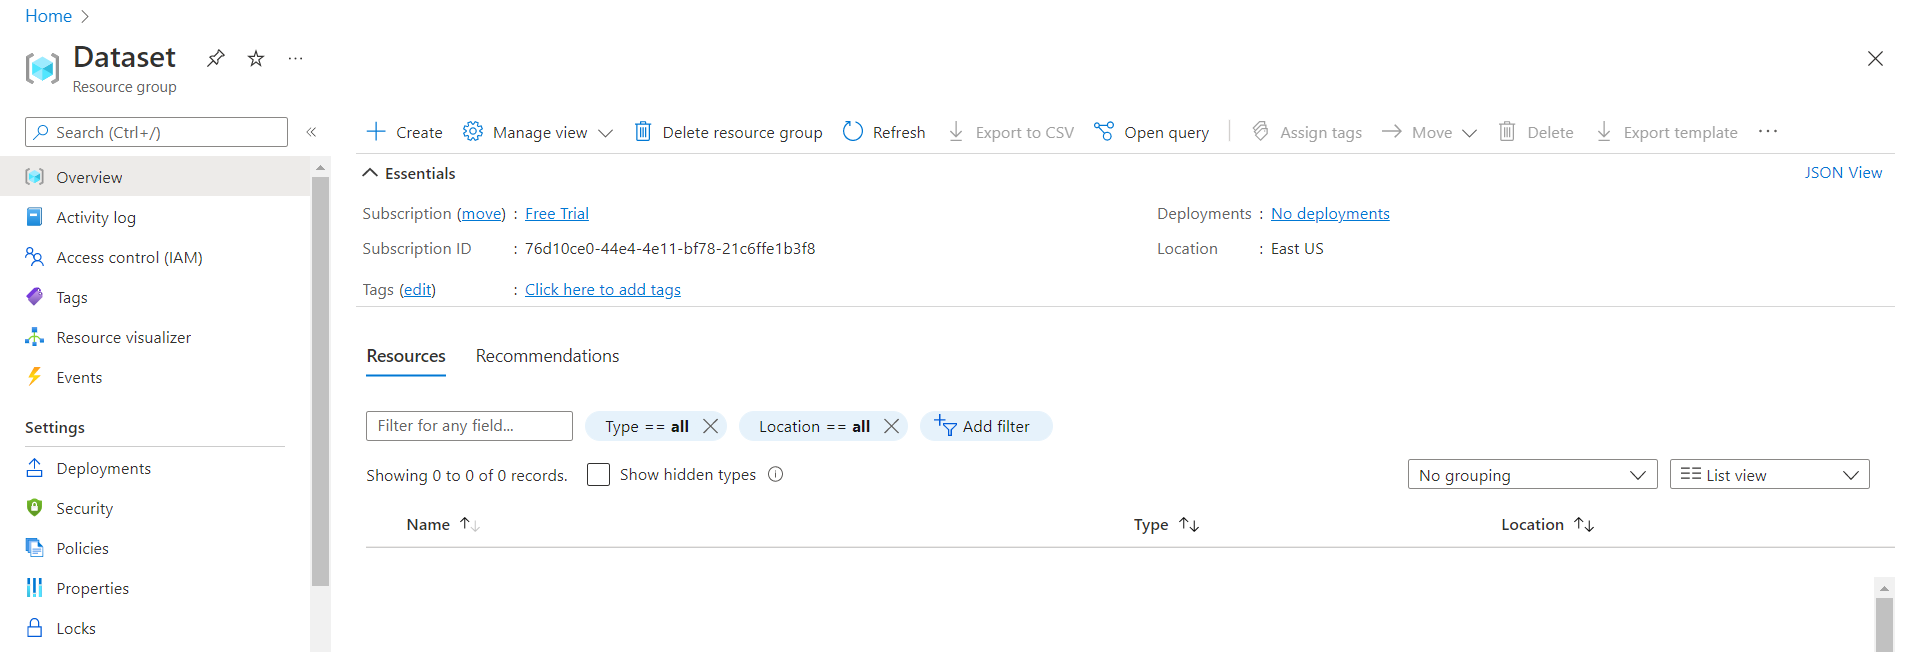 Home
Dataset
Resource group
Search (Ctrl+/)
Overview
Activity log
Access control (IAM)
Tags
Resource visualizer
Events
Settings
Deployments
Security
Policies
Properties
Locks
Create Manage view Delete resource group Refresh Export to CSV Open query Assign tags Move Delete Export template
Essentials JSON View
Subscription (move) : Free Trial Deployments : No deployments
Subscription ID : 76d10ce0-44e4-4e11-bf78-21c6ffe1b3f8 Location : East US
Tags (edit) : Click here to add tags
Resources Recommendations
Filter for any field... Type == all Location == all Add filter
Showing 0 to 0 of 0 records. Show hidden types No grouping List view
Name Type Location